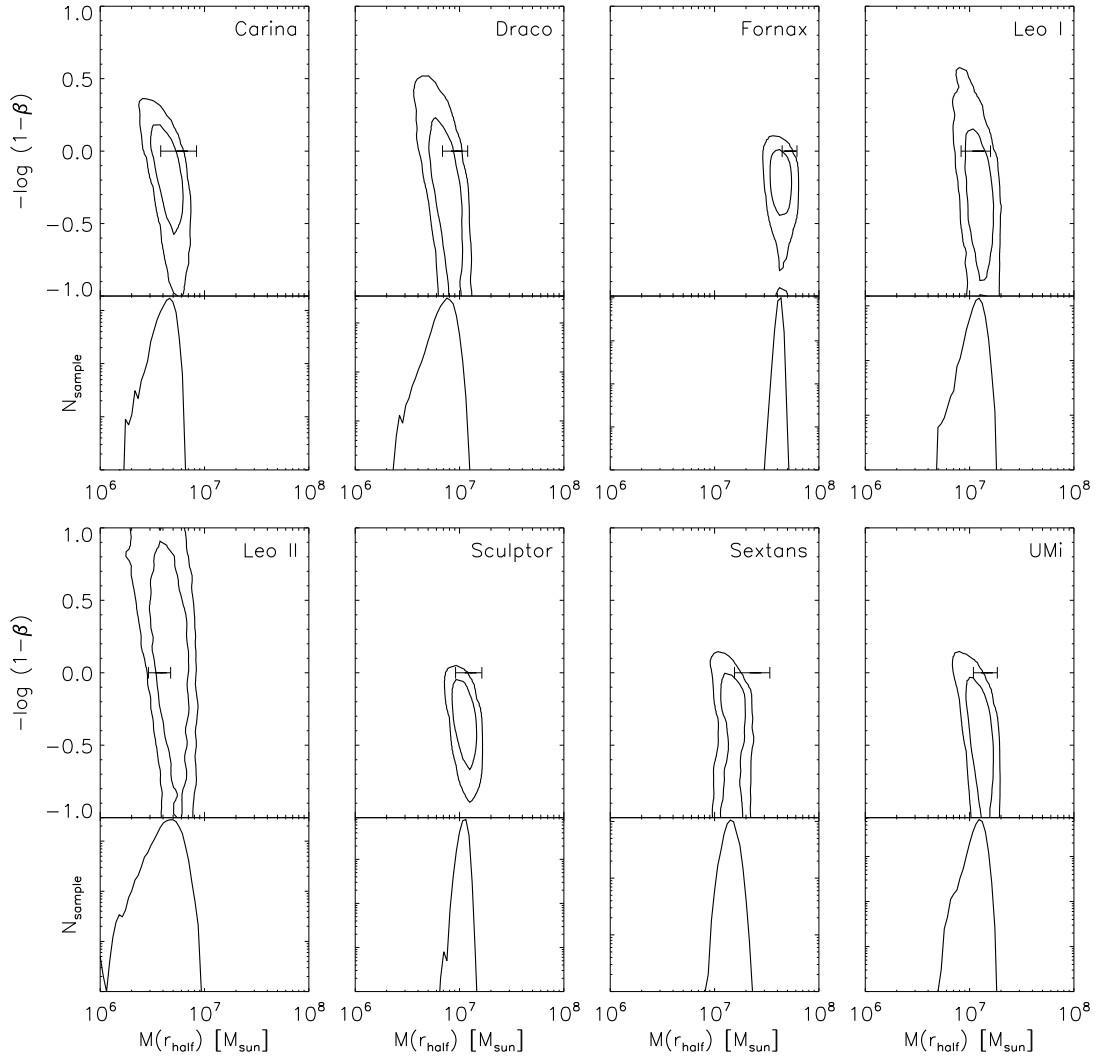 Carina
Draco
Fornax
Leo I
1.0
0.5
0.0
−0.5
−1.0
−log (1−β)
N_sample
10^6 10^7 10^8
10^6 10^7 10^8
10^6 10^7 10^8
10^6 10^7 10^8
Leo II
Sculptor
Sextans
UMi
1.0
0.5
0.0
−0.5
−1.0
−log (1−β)
N_sample
10^6 10^7 10^8
10^6 10^7 10^8
10^6 10^7 10^8
10^6 10^7 10^8
M(r_half) [M_sun]
M(r_half) [M_sun]
M(r_half) [M_sun]
M(r_half) [M_sun]